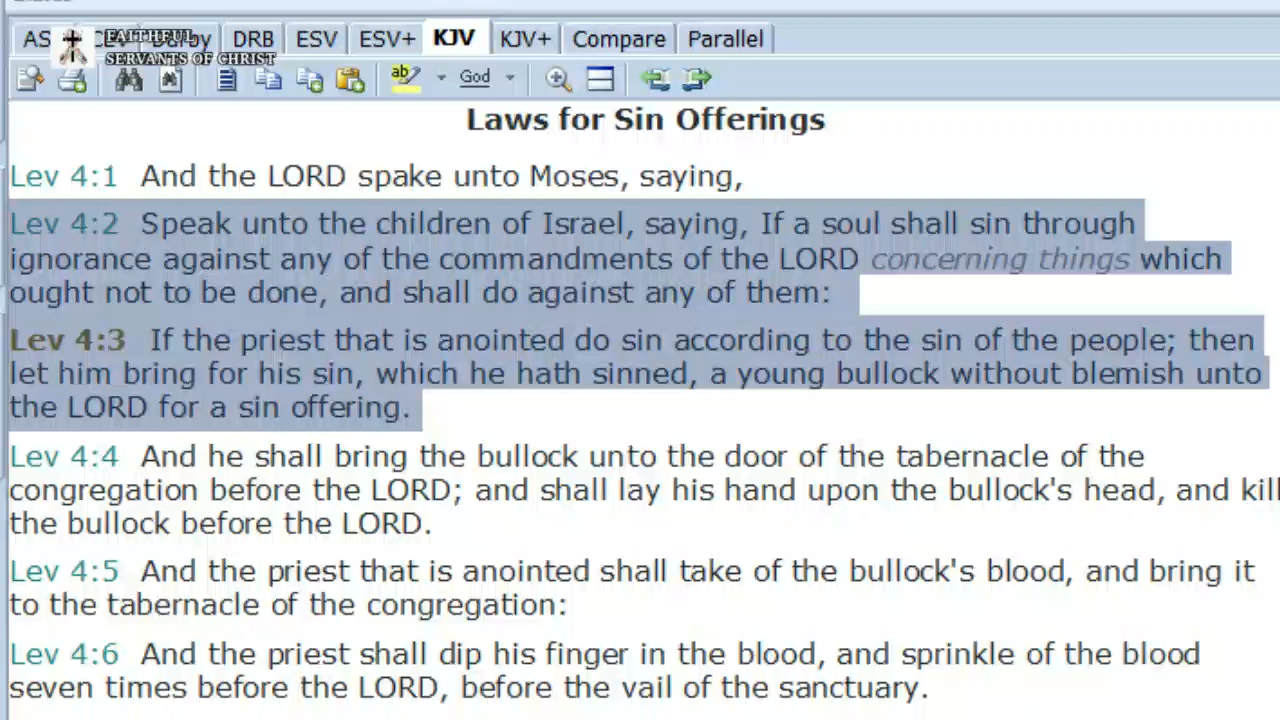 AS
Darby DRB ESV ESV+ KJV KJV+ Compare Parallel
FAITHFUL
SERVANTS OF CHRIST
ab God
Laws for Sin Offerings
Lev 4:1 And the LORD spake unto Moses, saying,
Lev 4:2 Speak unto the children of Israel, saying, If a soul shall sin through
ignorance against any of the commandments of the LORD concerning things which
ought not to be done, and shall do against any of them:
Lev 4:3 If the priest that is anointed do sin according to the sin of the people; then
let him bring for his sin, which he hath sinned, a young bullock without blemish unto
the LORD for a sin offering.
Lev 4:4 And he shall bring the bullock unto the door of the tabernacle of the
congregation before the LORD; and shall lay his hand upon the bullock's head, and kill
the bullock before the LORD.
Lev 4:5 And the priest that is anointed shall take of the bullock's blood, and bring it
to the tabernacle of the congregation:
Lev 4:6 And the priest shall dip his finger in the blood, and sprinkle of the blood
seven times before the LORD, before the vail of the sanctuary.